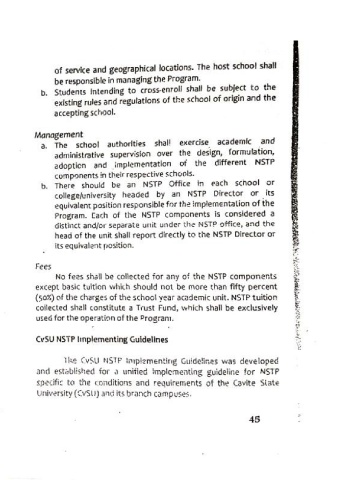 of service and geographical locations. The host school shall
be responsible in managing the Program.
b. Students intending to cross-enroll shall be subject to the
existing rules and regulations of the school of origin and the
accepting school.
Management
a. The school authorities shall exercise academic and
administrative supervision over the design, formulation,
adoption and implementation of the different NSTP
components in their respective schools.
b. There should be an NSTP Office in each school or
college/university headed by an NSTP Director or its
equivalent position responsible for the implementation of the
Program. Each of the NSTP components is considered a
distinct and/or separate unit under the NSTP office, and the
head of the unit shall report directly to the NSTP Director or
its equivalent position.
Fees
No fees shall be collected for any of the NSTP components
except basic tuition which should not be more than fifty percent
(50%) of the charges of the school year academic unit. NSTP tuition
collected shall constitute a Trust Fund, which shall be exclusively
used for the operation of the Program.
CvSU NSTP Implementing Guidelines
The CvSU NSTP Implementing Guidelines was developed
and established for a unified implementing guideline for NSTP
specific to the conditions and requirements of the Cavite State
University (CvSU) and its branch campuses.
45